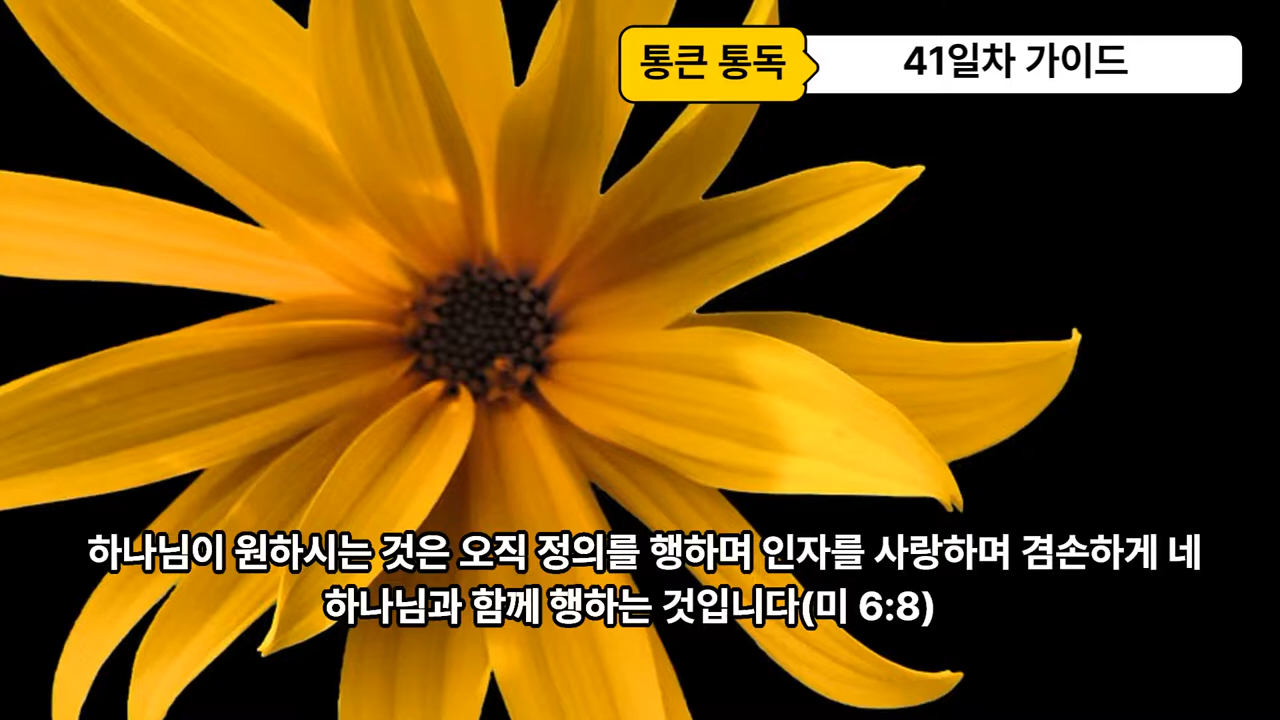 통큰 통독
41일차 가이드
하나님이 원하시는 것은 오직 정의를 행하며 인자를 사랑하며 겸손하게 네
하나님과 함께 행하는 것입니다(미 6:8)